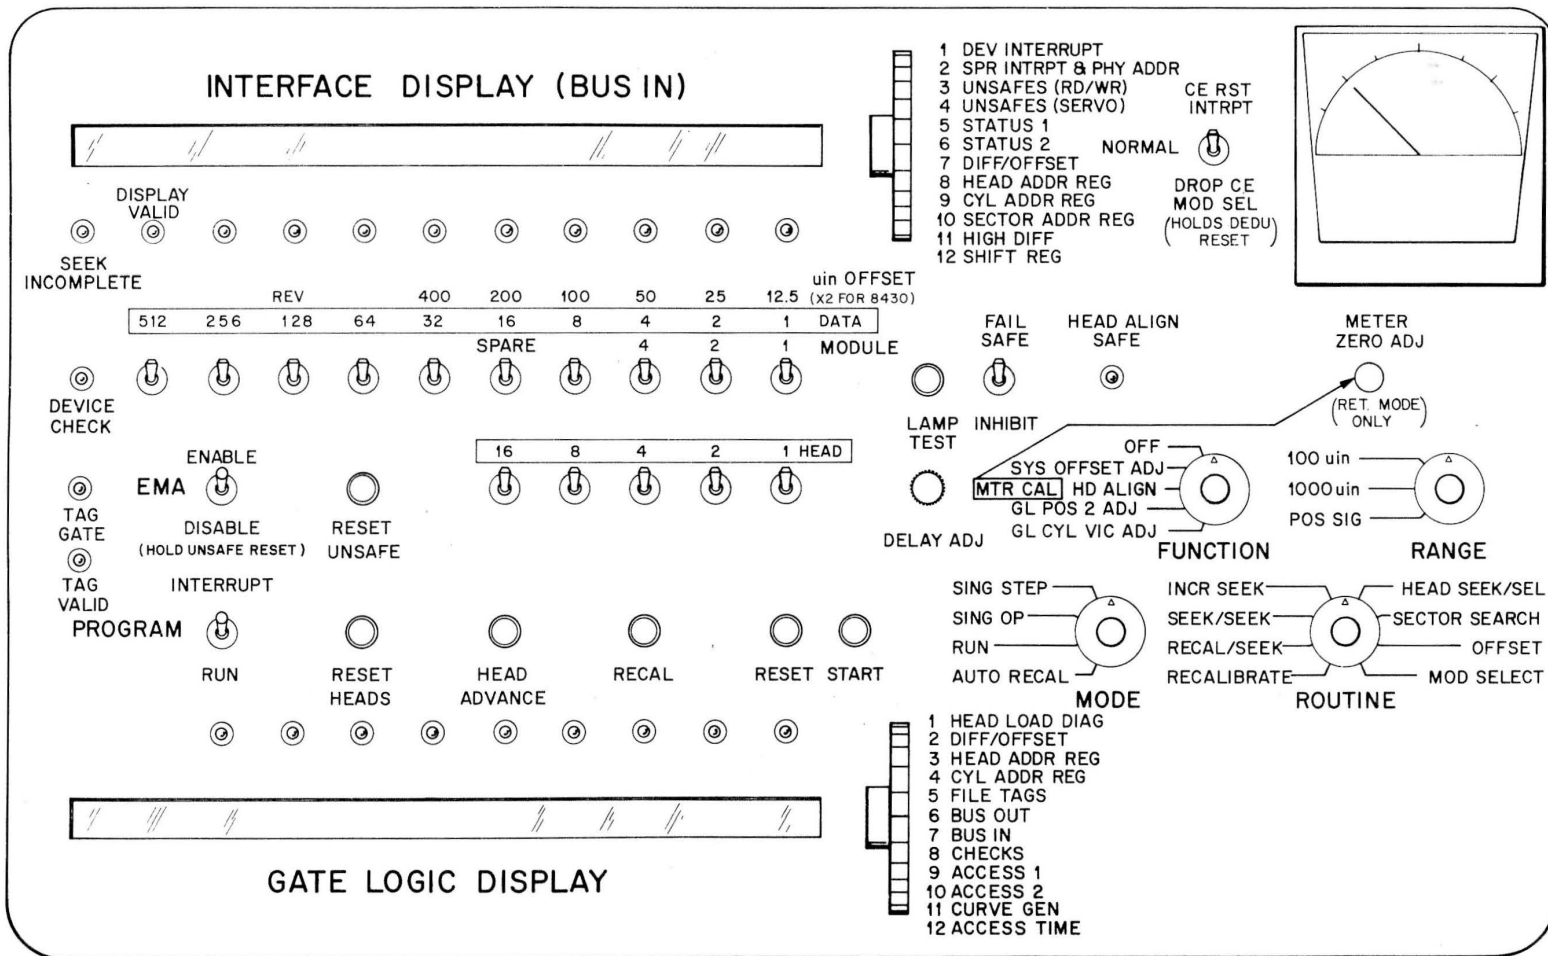 INTERFACE DISPLAY (BUS IN)
1 DEV INTERRUPT
2 SPR INTRPT & PHY ADDR
3 UNSAFES (RD/WR)
4 UNSAFES (SERVO)
5 STATUS 1
6 STATUS 2
7 DIFF/OFFSET
8 HEAD ADDR REG
9 CYL ADDR REG
10 SECTOR ADDR REG
11 HIGH DIFF
12 SHIFT REG
CE RST
INTRPT
NORMAL
DROP CE
MOD SEL
(HOLDS DEDU)
RESET
DISPLAY
VALID
SEEK
INCOMPLETE
uin OFFSET
REV 400 200 100 50 25 12.5 (X2 FOR 8430)
512 256 128 64 32 16 8 4 2 1 DATA
SPARE 4 2 1 MODULE
DEVICE
CHECK
LAMP
TEST
FAIL
SAFE
INHIBIT
HEAD ALIGN
SAFE
METER
ZERO ADJ
(RET. MODE)
ONLY
16 8 4 2 1 HEAD
ENABLE
EMA
DISABLE
(HOLD UNSAFE RESET)
RESET
UNSAFE
TAG
GATE
TAG
VALID
DELAY ADJ
OFF
SYS OFFSET ADJ
MTR CAL HD ALIGN
GL POS 2 ADJ
GL CYL VIC ADJ
FUNCTION
100 uin
1000 uin
POS SIG
RANGE
INTERRUPT
PROGRAM
RUN
RESET
HEADS
HEAD
ADVANCE
RECAL
RESET
START
SING STEP
SING OP
RUN
AUTO RECAL
MODE
INCR SEEK
SEEK/SEEK
RECAL/SEEK
RECALIBRATE
HEAD SEEK/SEL
SECTOR SEARCH
OFFSET
MOD SELECT
ROUTINE
1 HEAD LOAD DIAG
2 DIFF/OFFSET
3 HEAD ADDR REG
4 CYL ADDR REG
5 FILE TAGS
6 BUS OUT
7 BUS IN
8 CHECKS
9 ACCESS 1
10 ACCESS 2
11 CURVE GEN
12 ACCESS TIME
GATE LOGIC DISPLAY